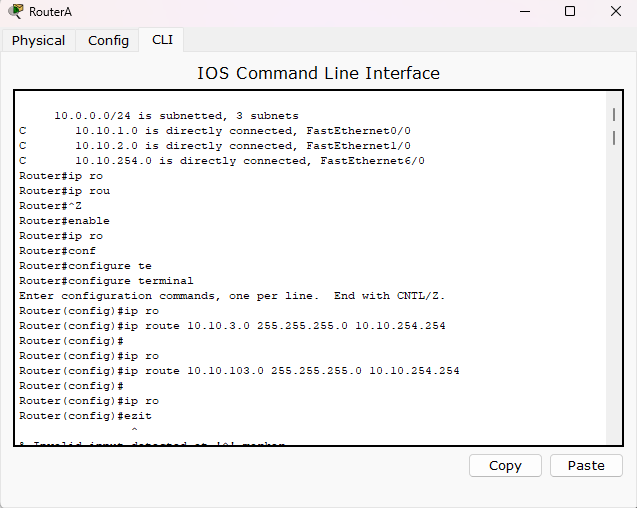 RouterA
Physical Config CLI
IOS Command Line Interface
10.0.0.0/24 is subnetted, 3 subnets
C 10.10.1.0 is directly connected, FastEthernet0/0
C 10.10.2.0 is directly connected, FastEthernet1/0
C 10.10.254.0 is directly connected, FastEthernet6/0
Router#ip ro
Router#ip rou
Router#^Z
Router#enable
Router#ip ro
Router#conf
Router#configure te
Router#configure terminal
Enter configuration commands, one per line. End with CNTL/Z.
Router(config)#ip ro
Router(config)#ip route 10.10.3.0 255.255.255.0 10.10.254.254
Router(config)#
Router(config)#ip ro
Router(config)#ip route 10.10.103.0 255.255.255.0 10.10.254.254
Router(config)#
Router(config)#ip ro
Router(config)#ezit
^
% Invalid input detected at '^' marker
Copy Paste